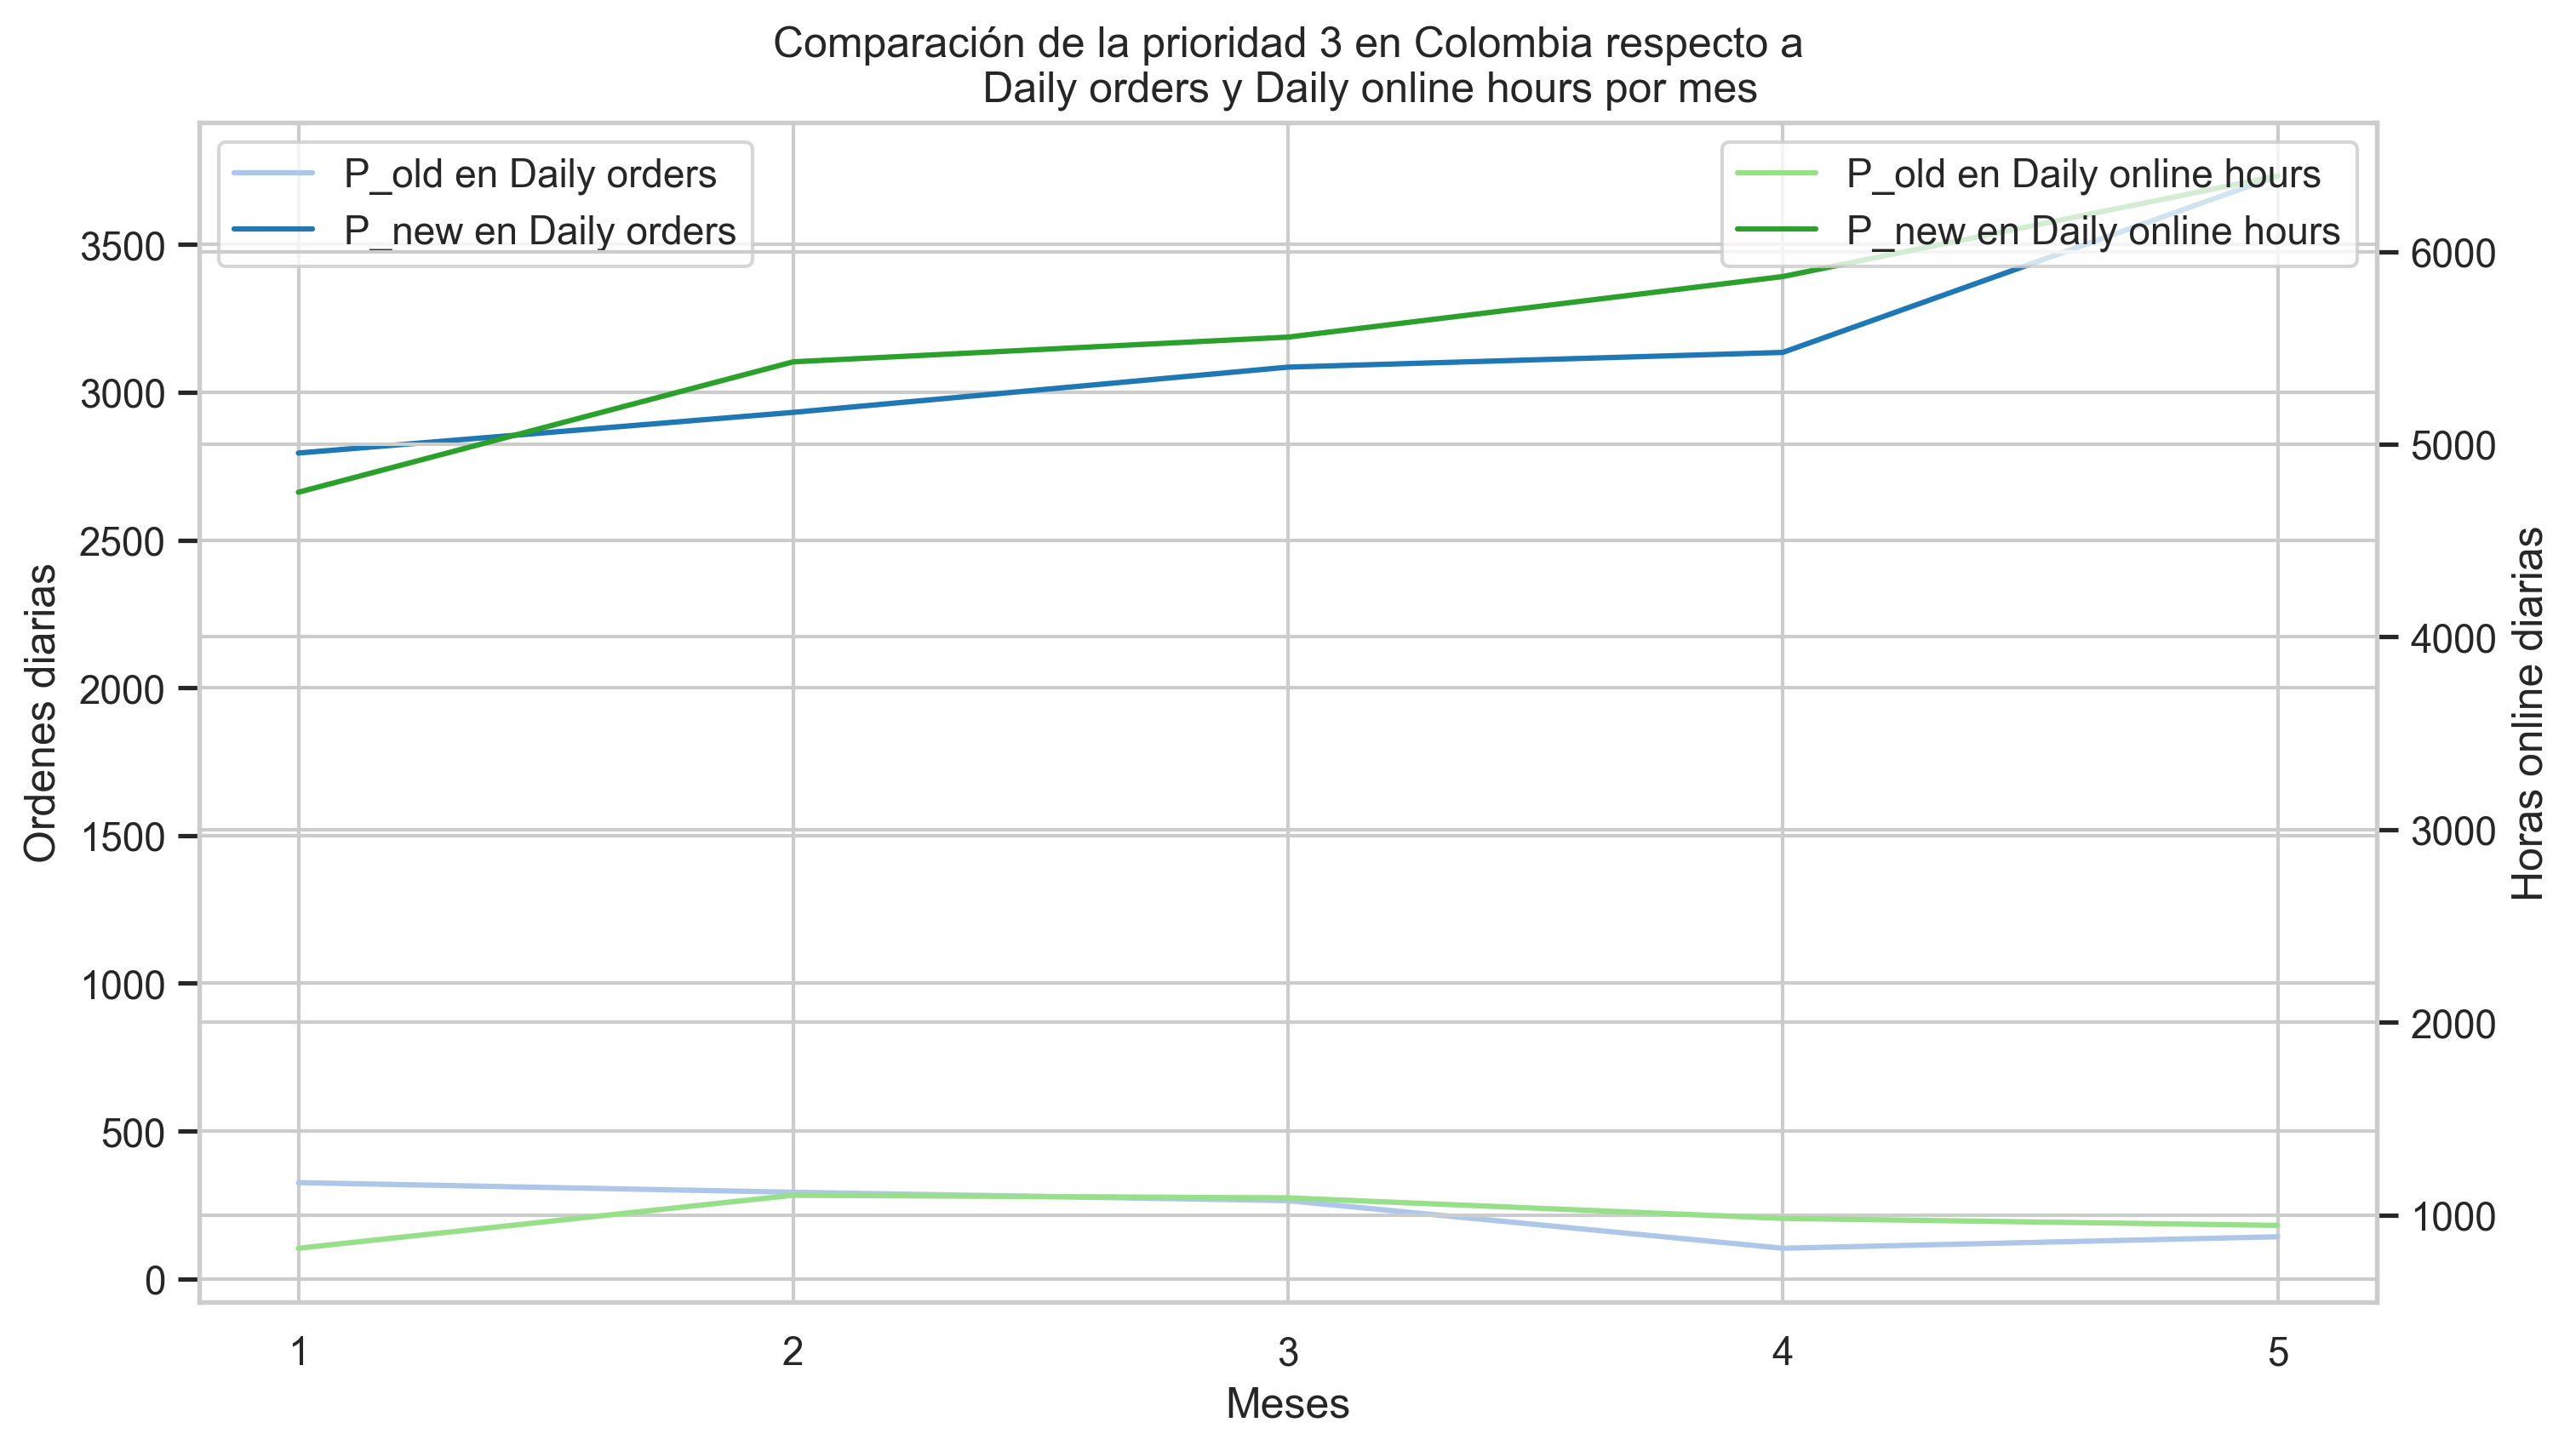 Comparación de la prioridad 3 en Colombia respecto a
Daily orders y Daily online hours por mes
P_old en Daily orders
P_new en Daily orders
P_old en Daily online hours
P_new en Daily online hours
Ordenes diarias
3500
3000
2500
2000
1500
1000
500
0
6000
5000
4000
3000
2000
1000
Horas online diarias
1 2 3 4 5
Meses